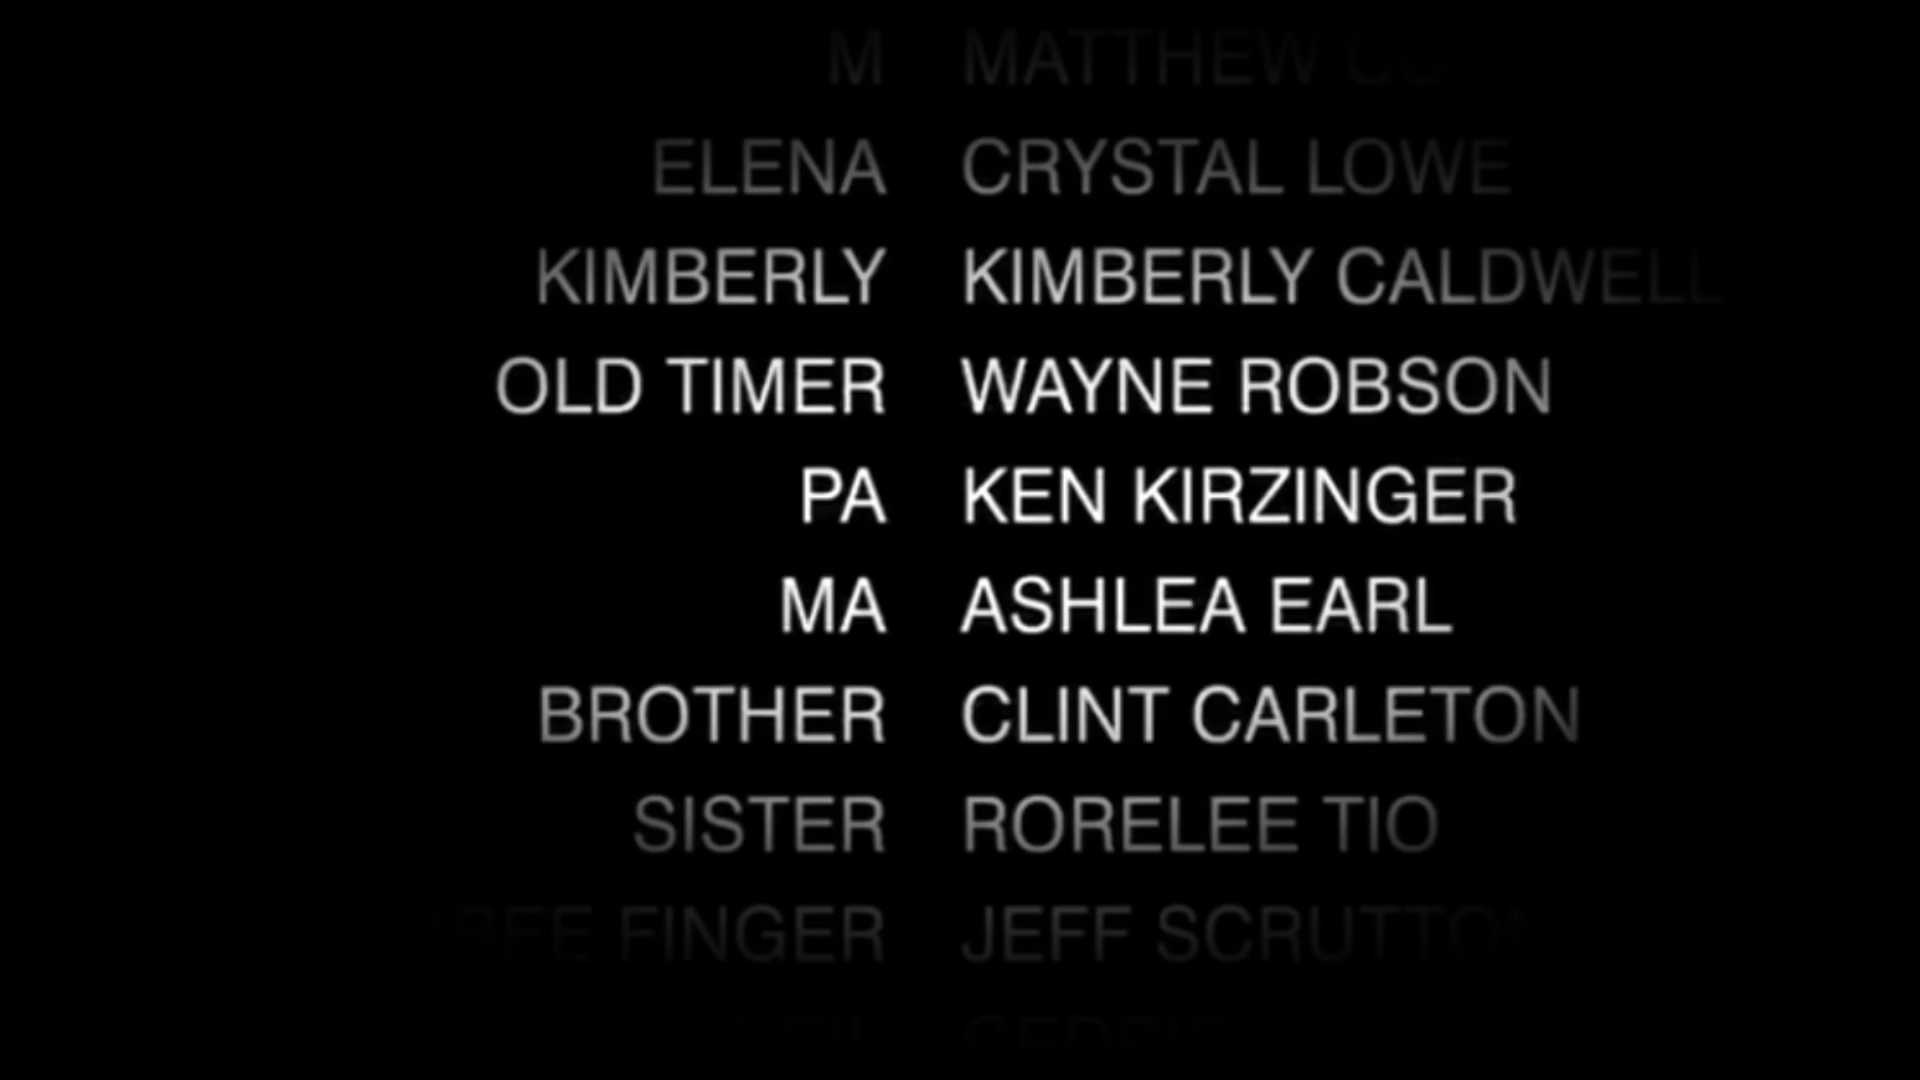 M MATTHEW
ELENA CRYSTAL LOWE
KIMBERLY KIMBERLY CALDWELL
OLD TIMER WAYNE ROBSON
PA KEN KIRZINGER
MA ASHLEA EARL
BROTHER CLINT CARLETON
SISTER RORELEE TIO
FINGER JEFF SCRUTTON